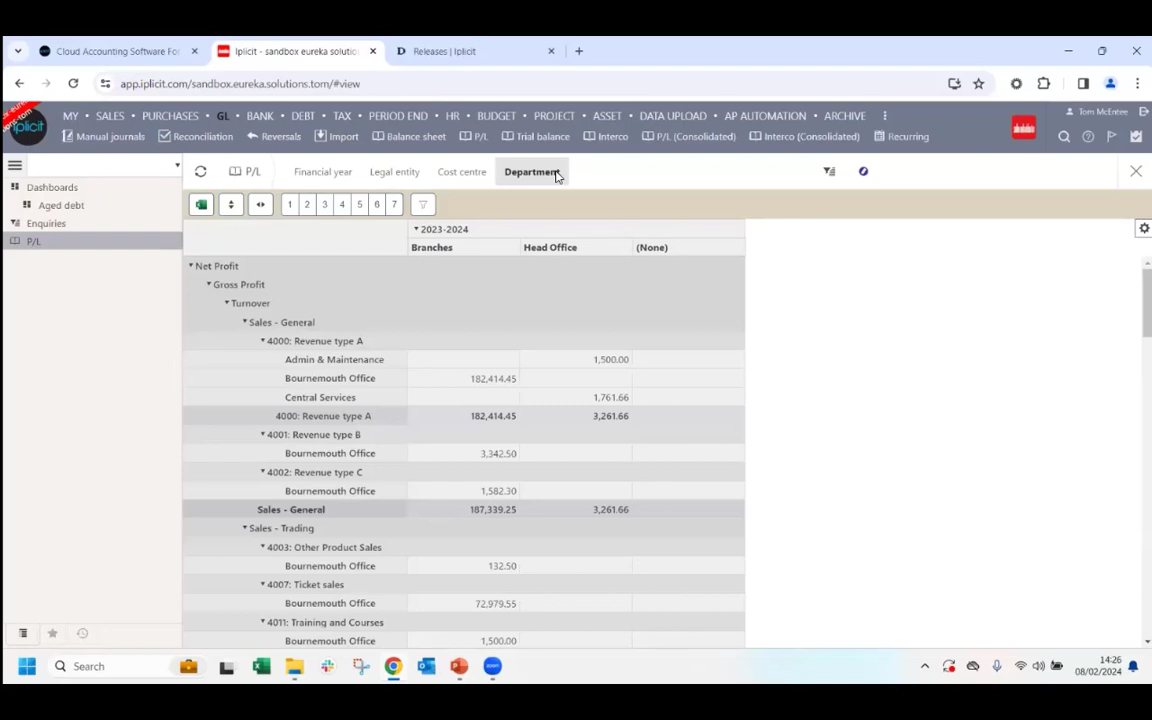 Cloud Accounting Software For
Iplicit - sandbox eureka solutio
Releases | Iplicit
app.iplicit.com/sandbox.eureka.solutions.tom/#view
iplicit
MY • SALES • PURCHASES • GL • BANK • DEBT • TAX • PERIOD END • HR • BUDGET • PROJECT • ASSET • DATA UPLOAD • AP AUTOMATION • ARCHIVE
Tom McEntee
Manual journals Reconciliation Reversals Import Balance sheet P/L Trial balance Interco P/L (Consolidated) Interco (Consolidated) Recurring
Dashboards
Aged debt
Enquiries
P/L
P/L Financial year Legal entity Cost centre Department
1 2 3 4 5 6 7
2023-2024
Branches Head Office (None)
Net Profit
Gross Profit
Turnover
Sales - General
4000: Revenue type A
Admin & Maintenance 1,500.00
Bournemouth Office 182,414.45
Central Services 1,761.66
4000: Revenue type A 182,414.45 3,261.66
4001: Revenue type B
Bournemouth Office 3,342.50
4002: Revenue type C
Bournemouth Office 1,582.30
Sales - General 187,339.25 3,261.66
Sales - Trading
4003: Other Product Sales
Bournemouth Office 132.50
4007: Ticket sales
Bournemouth Office 72,979.55
4011: Training and Courses
Bournemouth Office 1,500.00
Search
14:26
08/02/2024